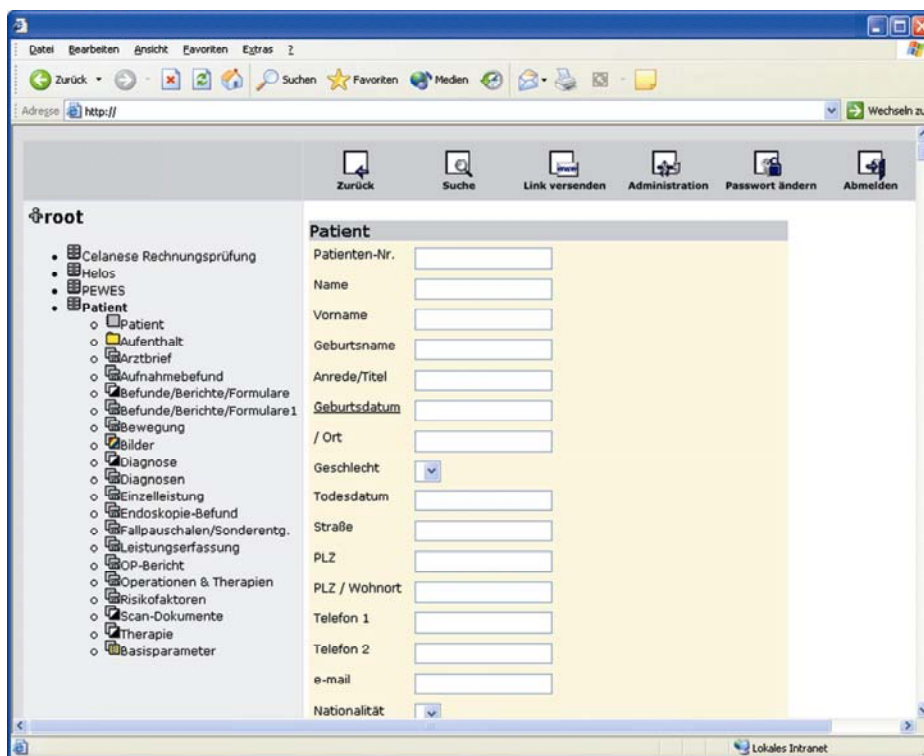 Datei Bearbeiten Ansicht Favoriten Extras ?
Zurück Suchen Favoriten Medien
Adresse http:// Wechseln zu
Zurück Suche Link versenden Administration Passwort ändern Abmelden
root
Celanese Rechnungsprüfung
Helos
PEWES
Patient
Patient
Aufenthalt
Arztbrief
Aufnahmebefund
Befunde/Berichte/Formulare
Befunde/Berichte/Formulare1
Bewegung
Bilder
Diagnose
Diagnosen
Einzelleistung
Endoskopie-Befund
Fallpauschalen/Sonderentg.
Leistungserfassung
OP-Bericht
Operationen & Therapien
Risikofaktoren
Scan-Dokumente
Therapie
Basisparameter
Patient
Patienten-Nr.
Name
Vorname
Geburtsname
Anrede/Titel
Geburtsdatum
/ Ort
Geschlecht
Todesdatum
Straße
PLZ
PLZ / Wohnort
Telefon 1
Telefon 2
e-mail
Nationalität
Lokales Intranet